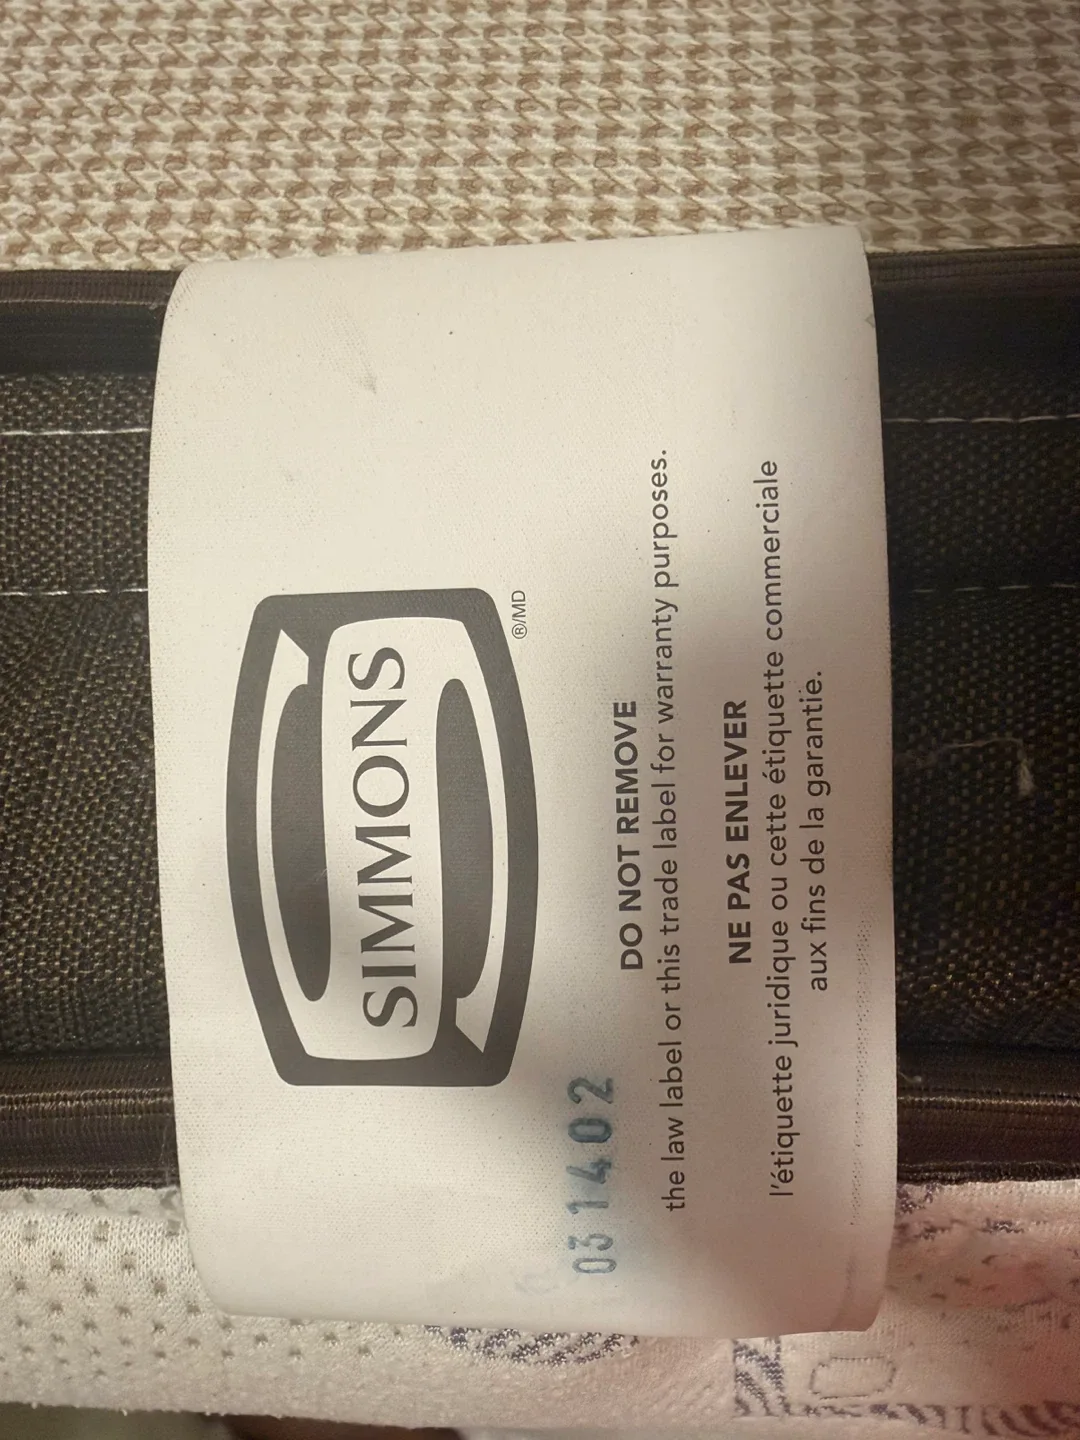 SIMMONS
®/MD
031402
DO NOT REMOVE
the law label or this trade label for warranty purposes.
NE PAS ENLEVER
l'étiquette juridique ou cette étiquette commerciale
aux fins de la garantie.